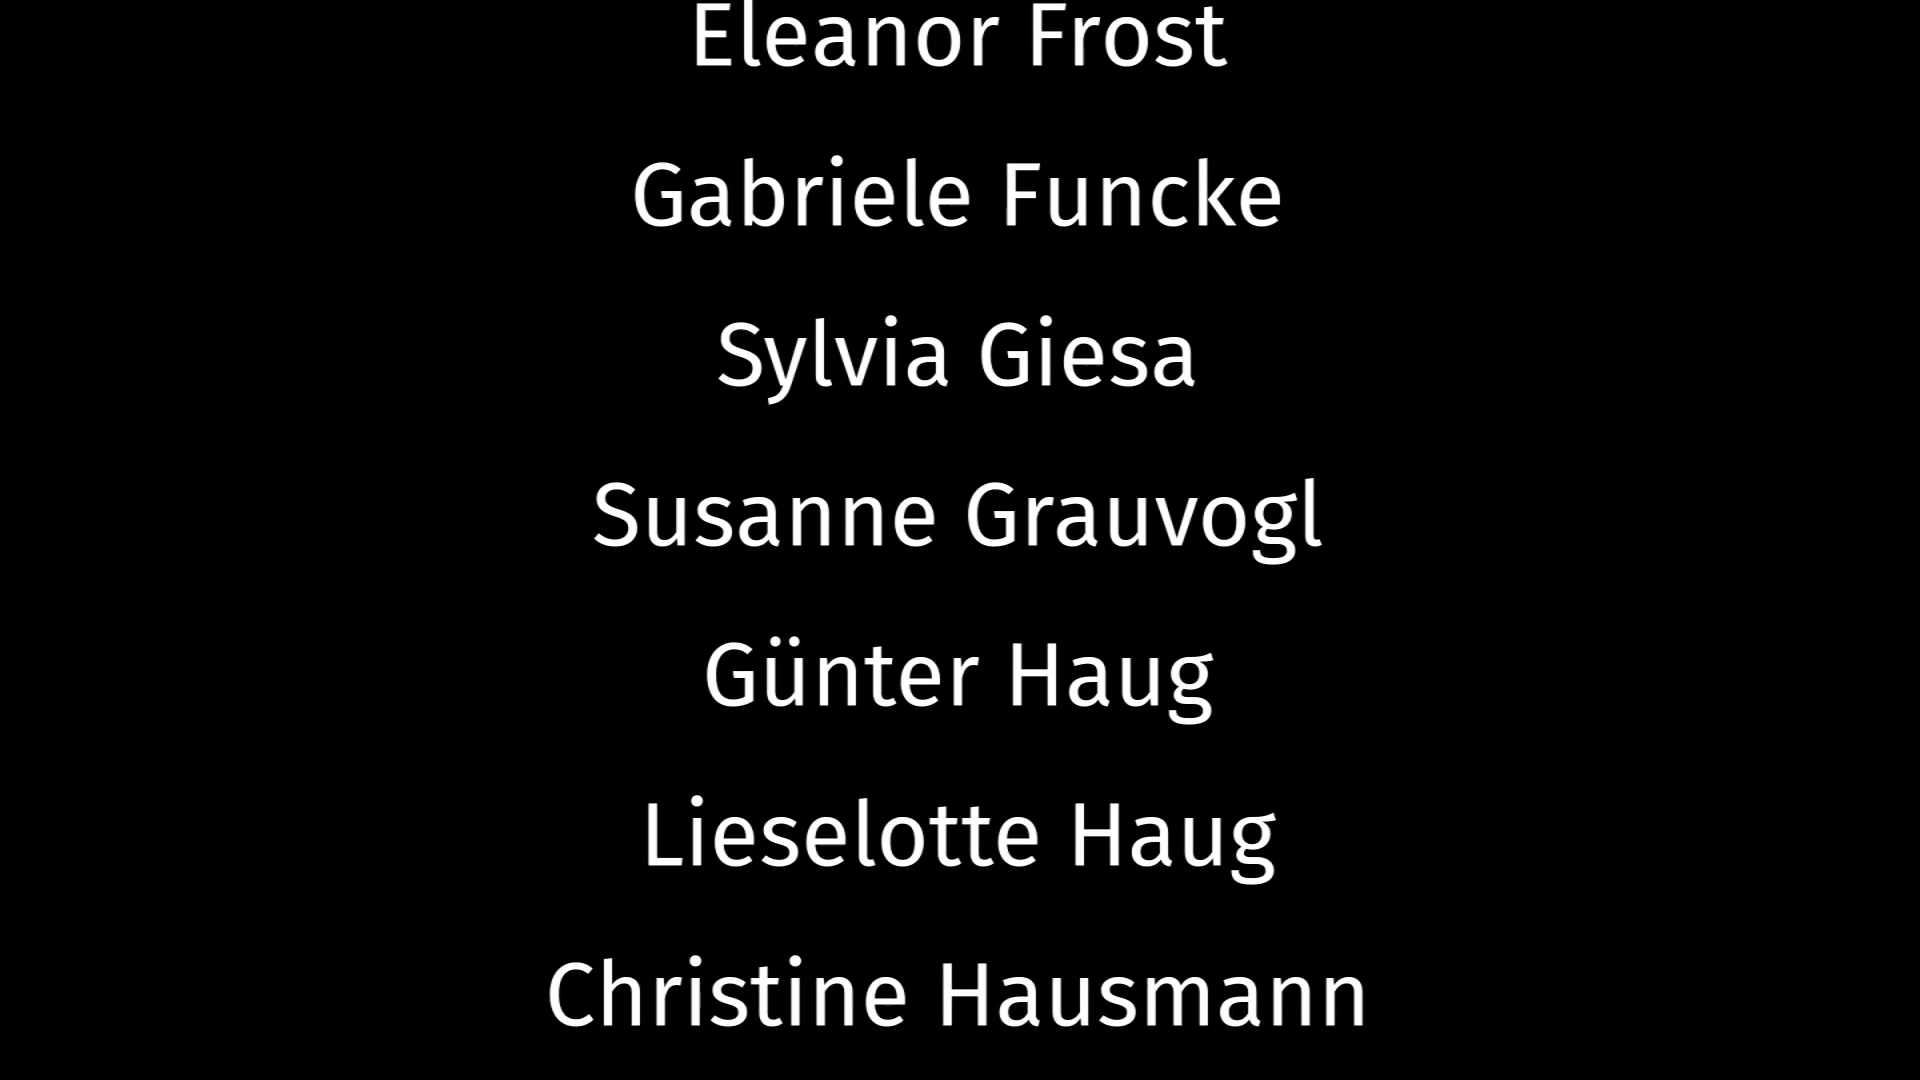 Eleanor Frost
Gabriele Funcke
Sylvia Giesa
Susanne Grauvogl
Günter Haug
Lieselotte Haug
Christine Hausmann